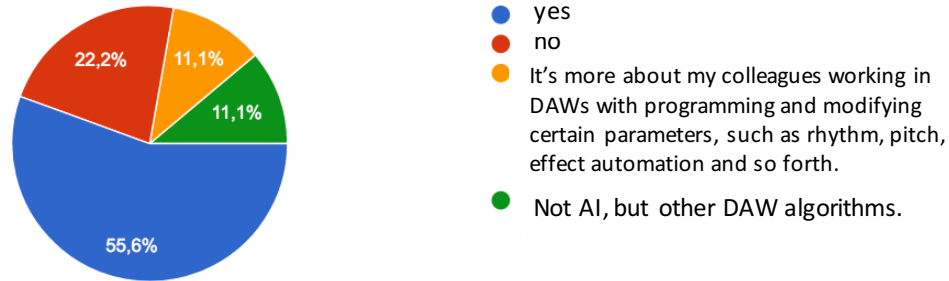 22,2%
11,1%
11,1%
55,6%
yes
no
It's more about my colleagues working in
DAWs with programming and modifying
certain parameters, such as rhythm, pitch,
effect automation and so forth.
Not AI, but other DAW algorithms.